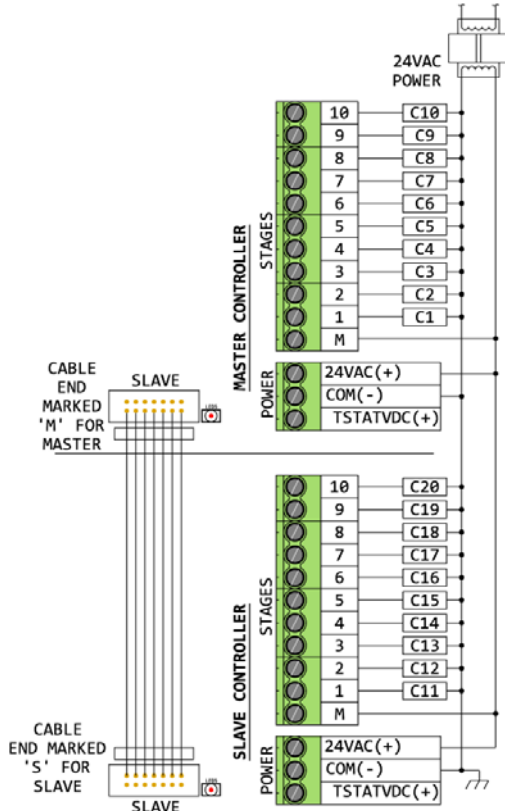 24VAC
POWER
MASTER CONTROLLER
STAGES
10 C10
9 C9
8 C8
7 C7
6 C6
5 C5
4 C4
3 C3
2 C2
1 C1
M
POWER
24VAC(+)
COM(-)
TSTATVDC(+)
CABLE
END
MARKED
'M' FOR
MASTER
SLAVE
SLAVE CONTROLLER
STAGES
10 C20
9 C19
8 C18
7 C17
6 C16
5 C15
4 C14
3 C13
2 C12
1 C11
M
POWER
24VAC(+)
COM(-)
TSTATVDC(+)
CABLE
END MARKED
'S' FOR
SLAVE
SLAVE